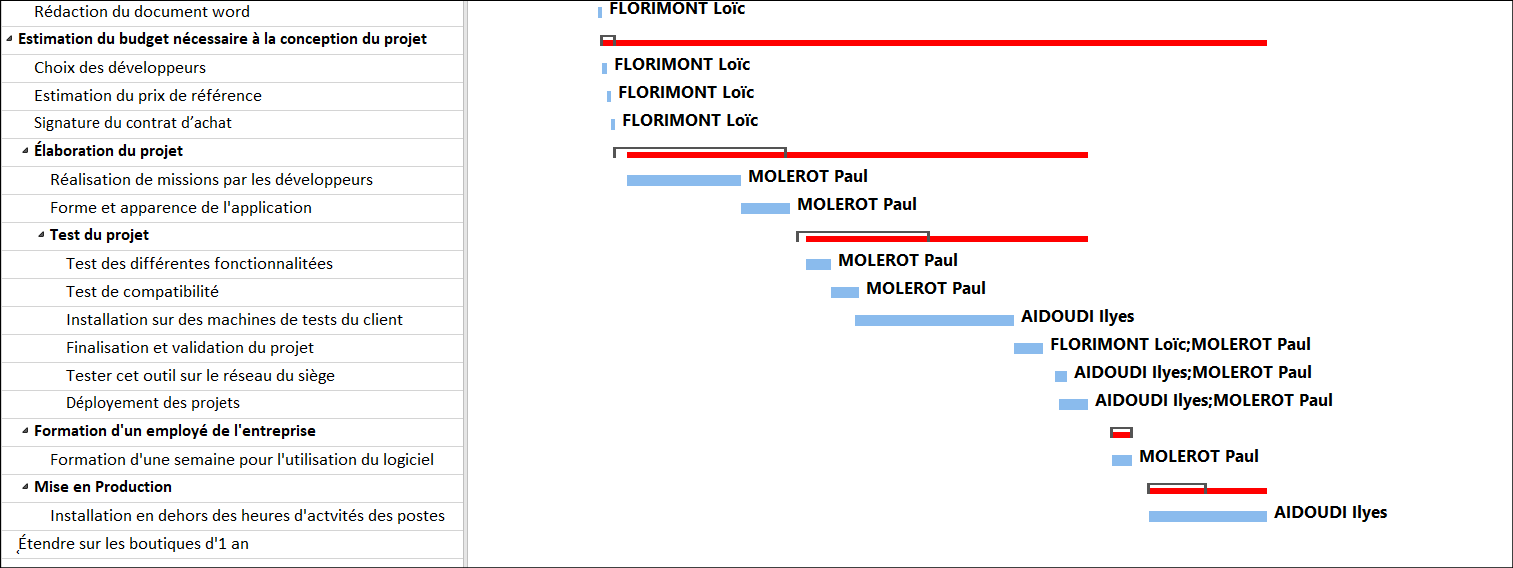 Rédaction du document word FLORIMONT Loïc
Estimation du budget nécessaire à la conception du projet
Choix des développeurs FLORIMONT Loïc
Estimation du prix de référence FLORIMONT Loïc
Signature du contrat d’achat FLORIMONT Loïc
Élaboration du projet
Réalisation de missions par les développeurs MOLEROT Paul
Forme et apparence de l'application MOLEROT Paul
Test du projet
Test des différentes fonctionnalitées MOLEROT Paul
Test de compatibilité MOLEROT Paul
Installation sur des machines de tests du client AIDOUDI Ilyes
Finalisation et validation du projet FLORIMONT Loïc;MOLEROT Paul
Tester cet outil sur le réseau du siège AIDOUDI Ilyes;MOLEROT Paul
Déployement des projets AIDOUDI Ilyes;MOLEROT Paul
Formation d'un employé de l'entreprise
Formation d'une semaine pour l'utilisation du logiciel MOLEROT Paul
Mise en Production
Installation en dehors des heures d'actvités des postes AIDOUDI Ilyes
Étendre sur les boutiques d'1 an